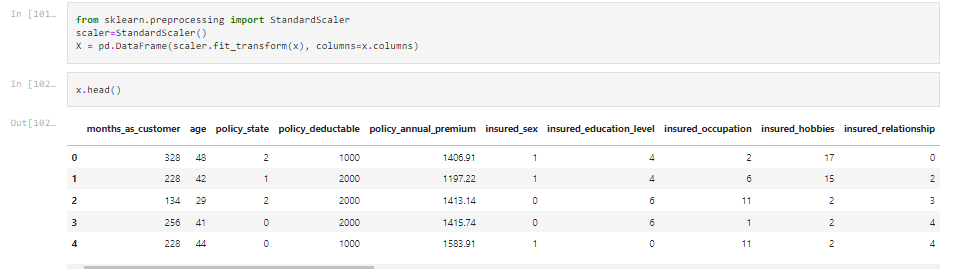 In [101…
from sklearn.preprocessing import StandardScaler
scaler=StandardScaler()
X = pd.DataFrame(scaler.fit_transform(x), columns=x.columns)
In [102…
x.head()
Out[102…
months_as_customer age policy_state policy_deductable policy_annual_premium insured_sex insured_education_level insured_occupation insured_hobbies insured_relationship
0 328 48 2 1000 1406.91 1 4 2 17 0
1 228 42 1 2000 1197.22 1 4 6 15 2
2 134 29 2 2000 1413.14 0 6 11 2 3
3 256 41 0 2000 1415.74 0 6 1 2 4
4 228 44 0 1000 1583.91 1 0 11 2 4